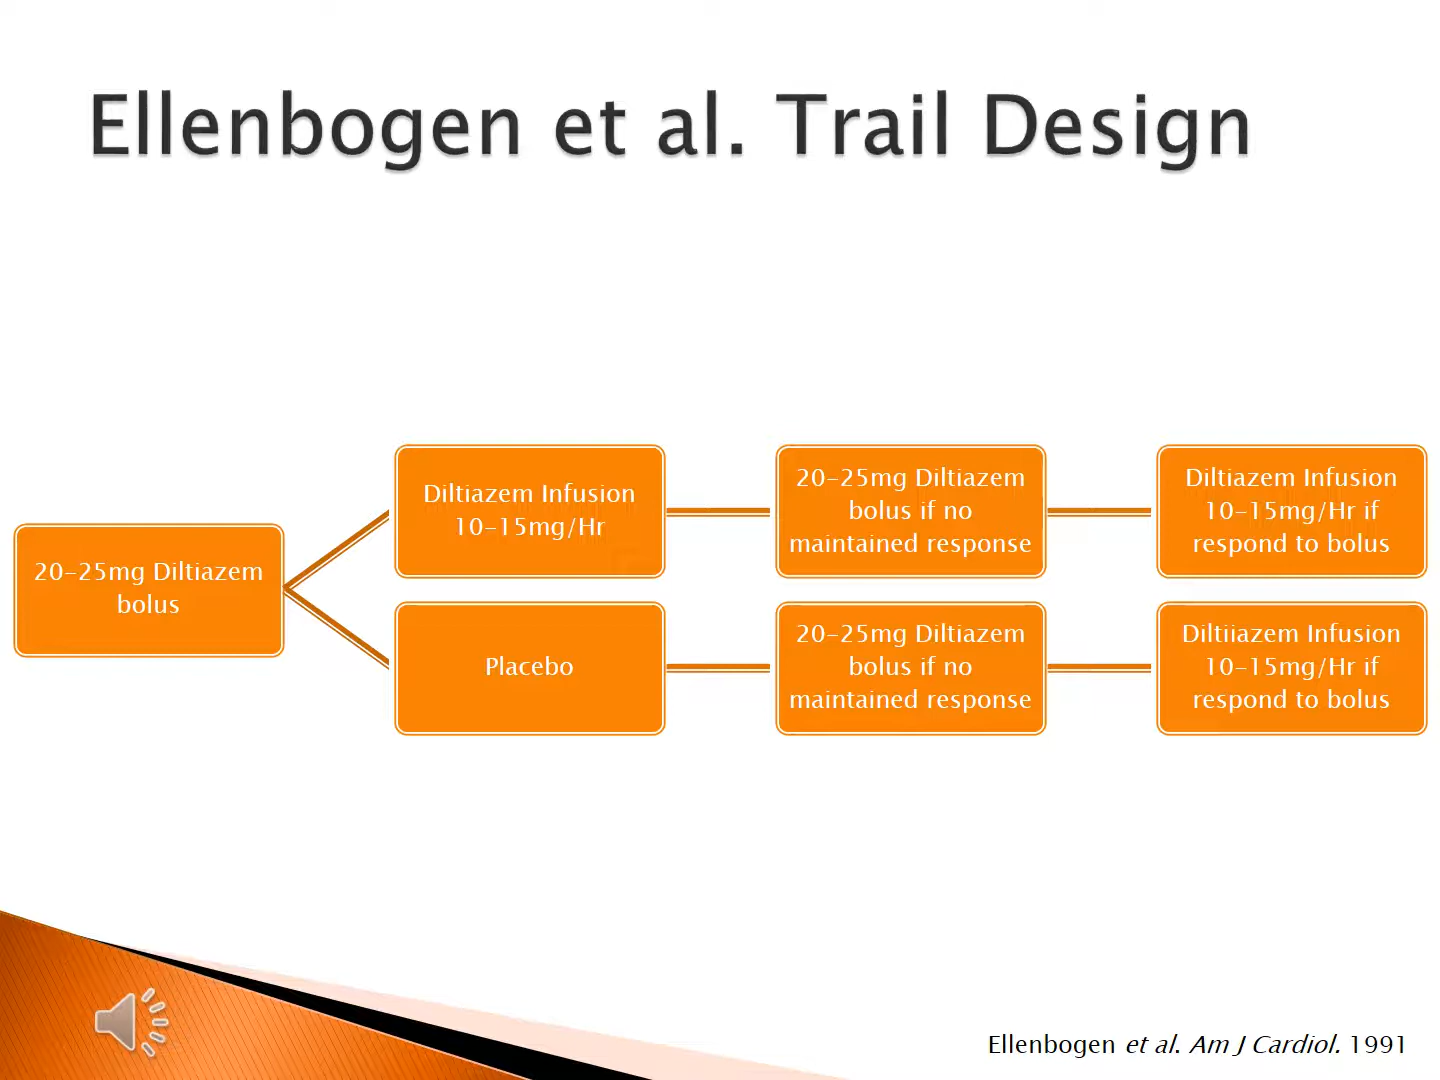 Ellenbogen et al. Trail Design
20-25mg Diltiazem
bolus
Diltiazem Infusion
10-15mg/Hr
20-25mg Diltiazem
bolus if no
maintained response
Diltiazem Infusion
10-15mg/Hr if
respond to bolus
Placebo
20-25mg Diltiazem
bolus if no
maintained response
Diltiiazem Infusion
10-15mg/Hr if
respond to bolus
Ellenbogen et al. Am J Cardiol. 1991